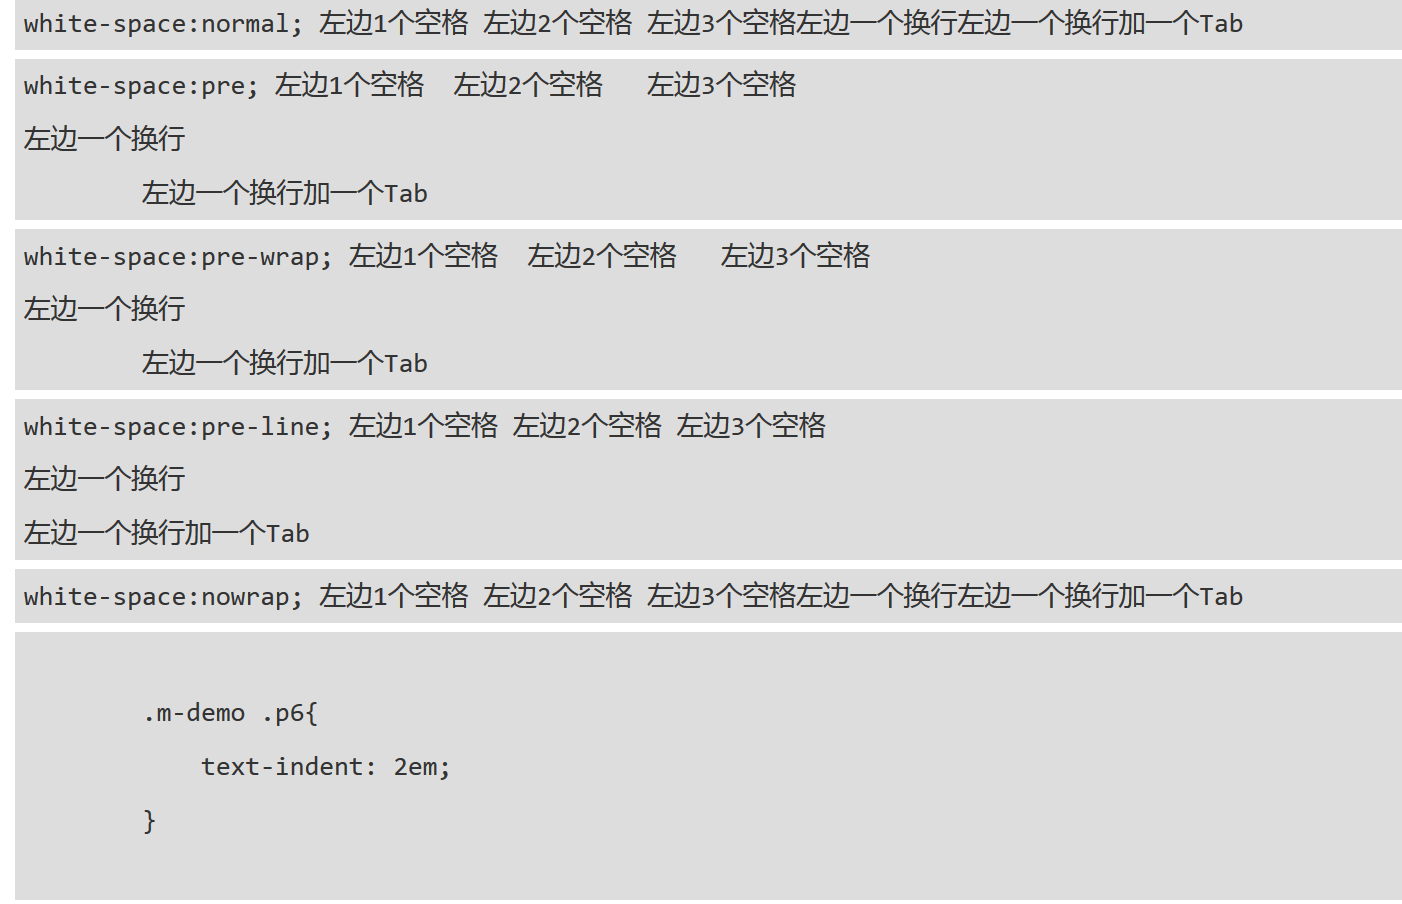 white-space:normal; 左边1个空格 左边2个空格 左边3个空格左边一个换行左边一个换行加一个Tab
white-space:pre; 左边1个空格  左边2个空格   左边3个空格
左边一个换行
        左边一个换行加一个Tab
white-space:pre-wrap; 左边1个空格  左边2个空格   左边3个空格
左边一个换行
        左边一个换行加一个Tab
white-space:pre-line; 左边1个空格 左边2个空格 左边3个空格
左边一个换行
左边一个换行加一个Tab
white-space:nowrap; 左边1个空格 左边2个空格 左边3个空格左边一个换行左边一个换行加一个Tab
        .m-demo .p6{
            text-indent: 2em;
        }